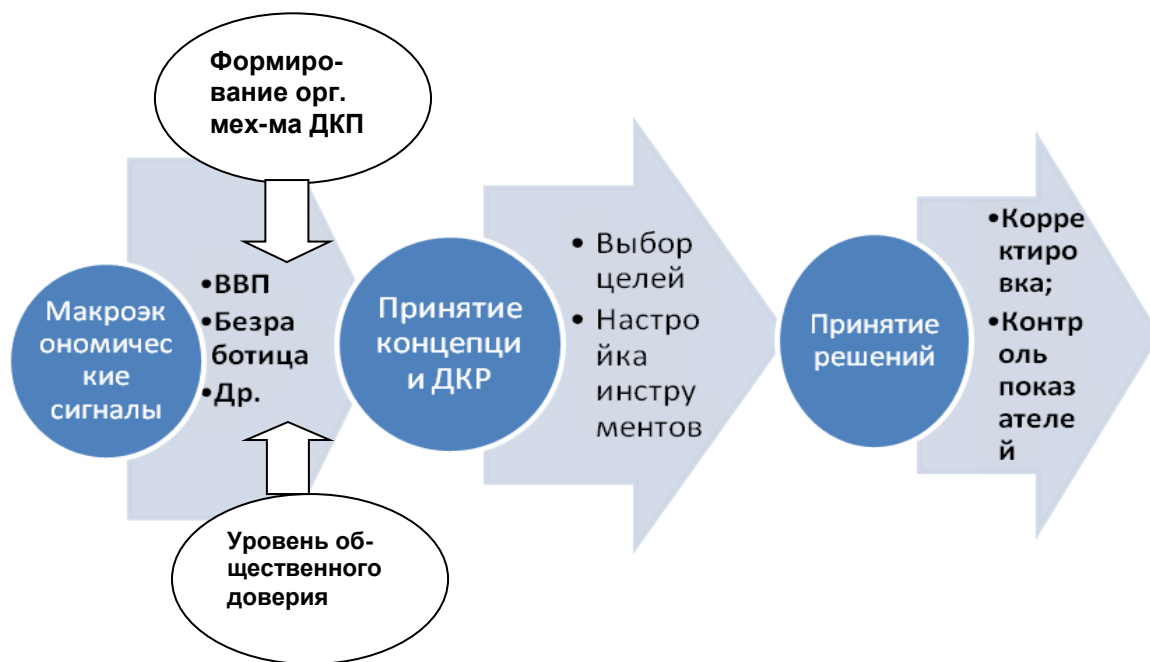 Формиро-
вание орг.
мех-ма ДКП
Макроэк
ономичес
кие
сигналы
•ВВП
•Безра
ботица
•Др.
Уровень об-
щественного
доверия
Принятие
концепци
и ДКР
• Выбор
целей
• Настро
йка
инстру
ментов
Принятие
решений
•Корре
ктиро
вка;
•Контр
оль
показ
ателе
й